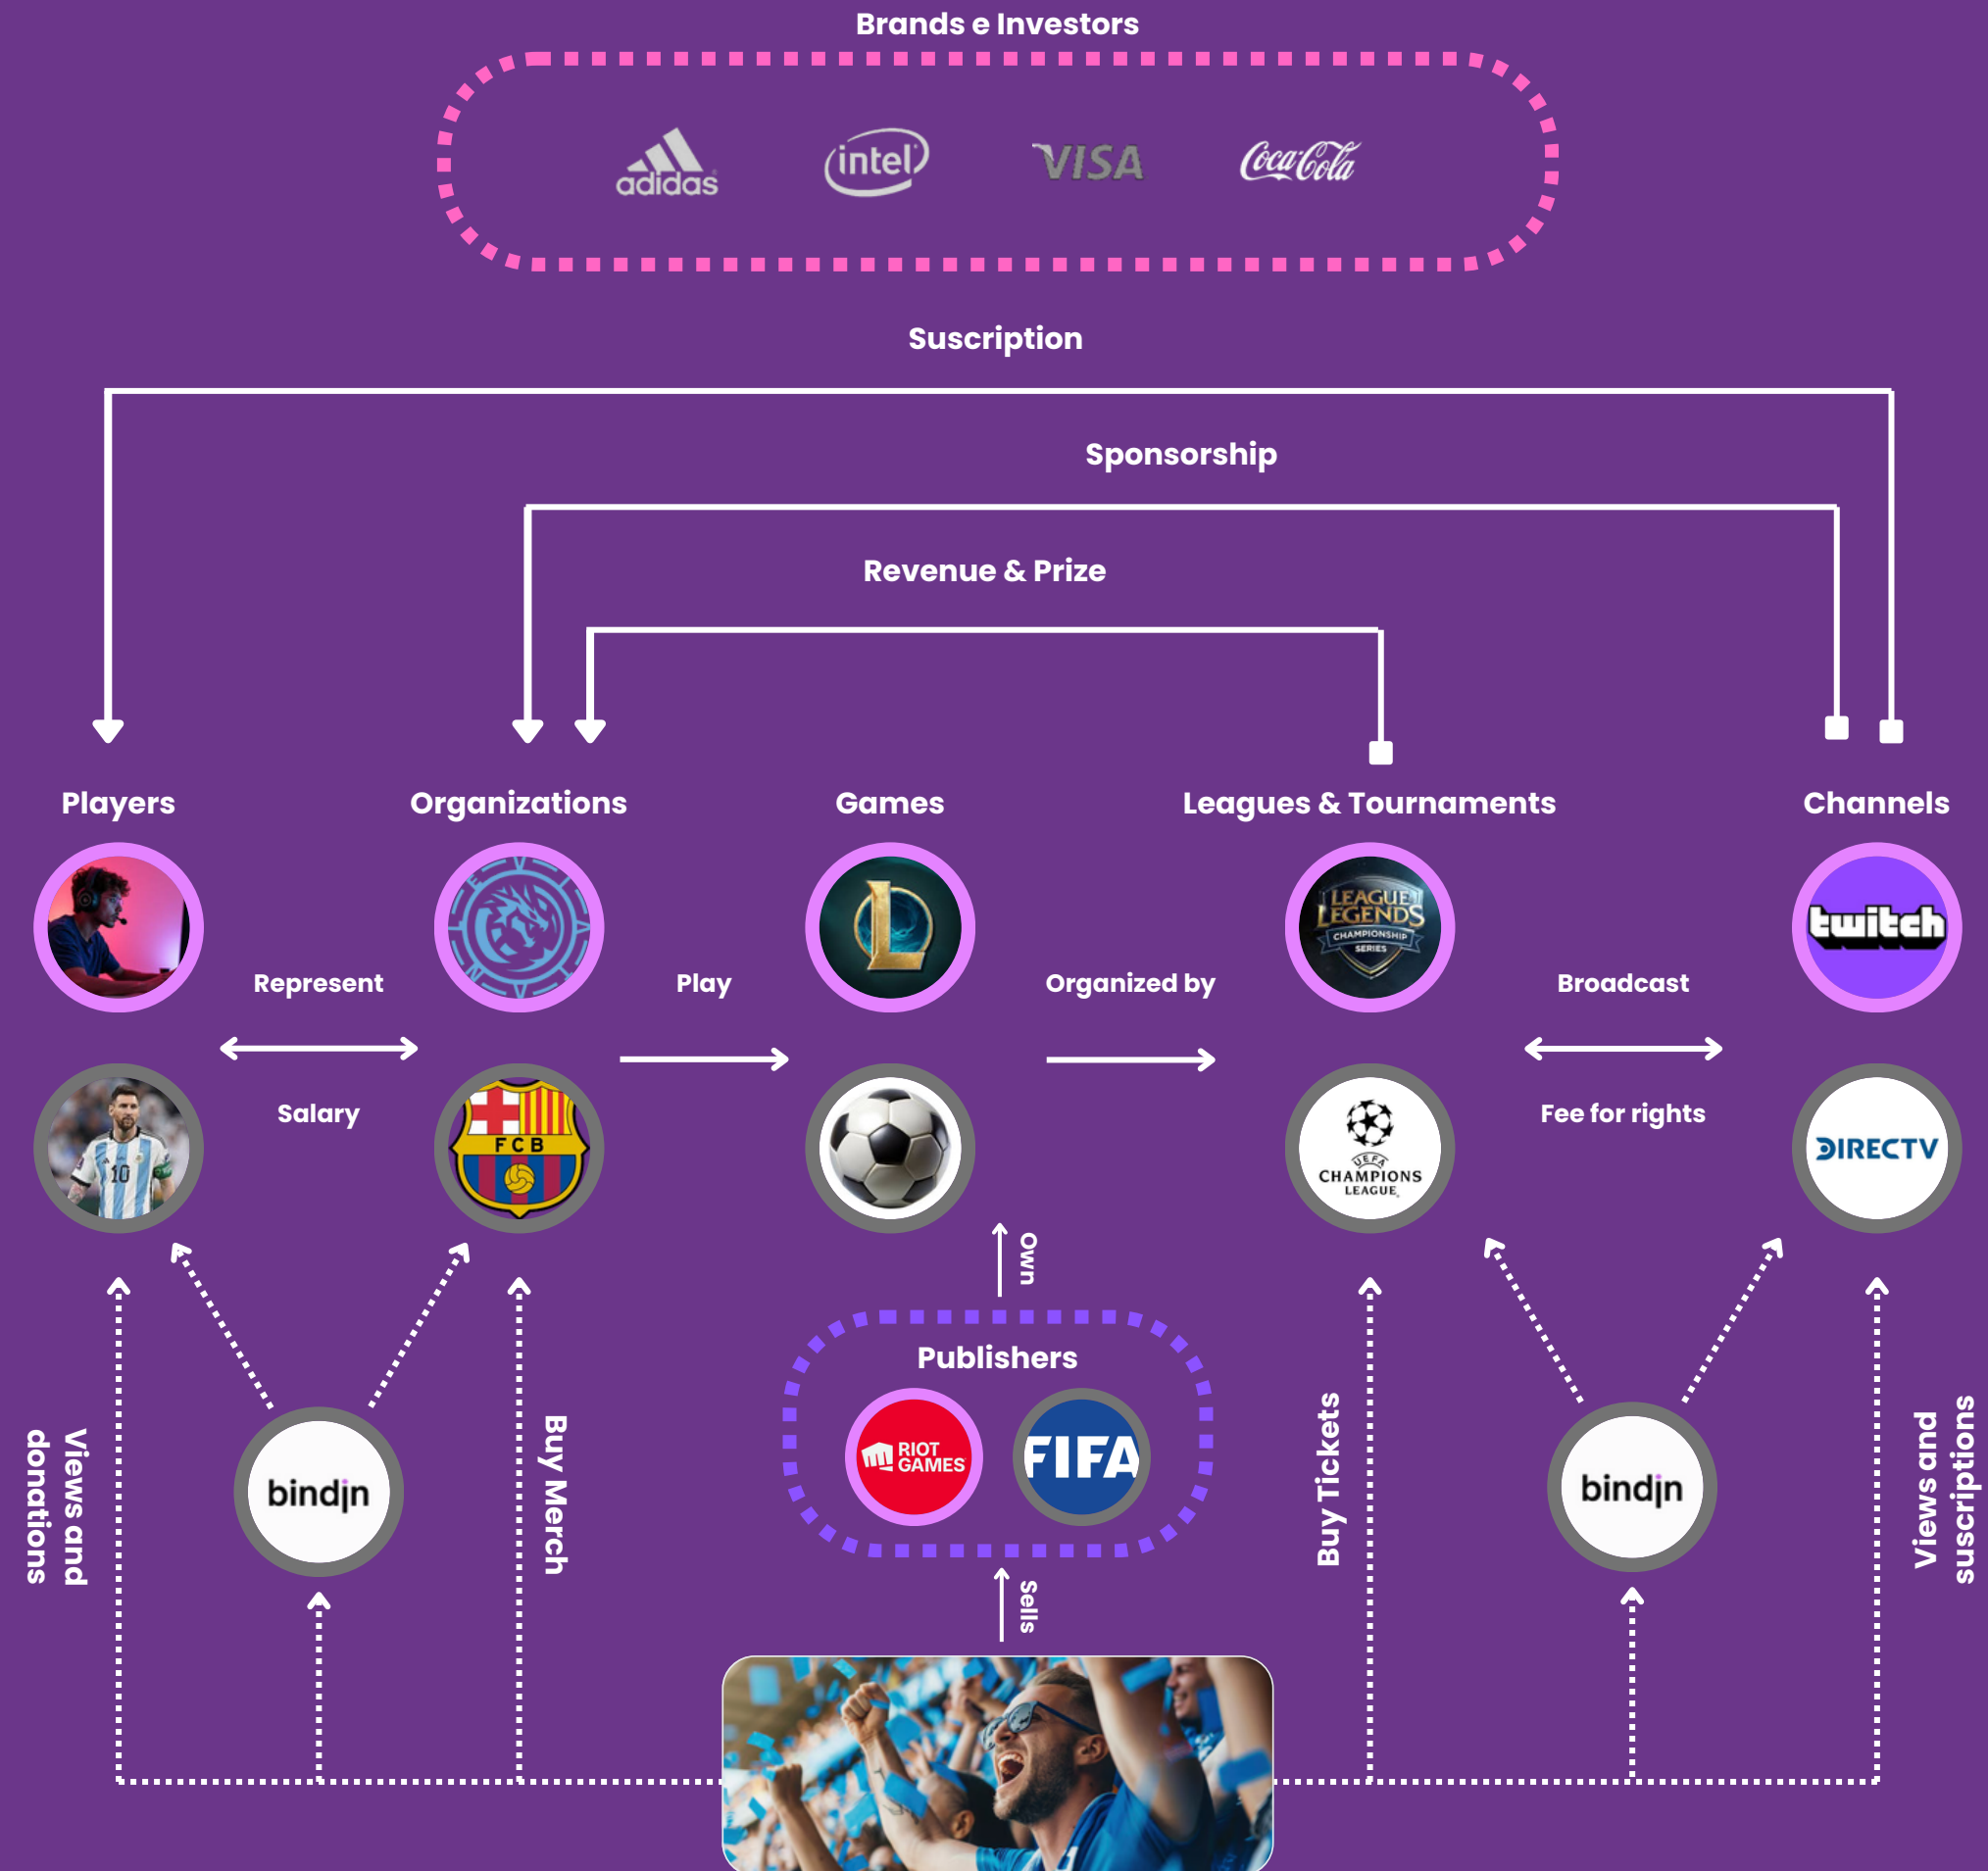 Brands e Investors
adidas
intel
VISA
Coca-Cola
Suscription
Sponsorship
Revenue & Prize
Players
Organizations
Games
Leagues & Tournaments
Channels
LEAGUE
LEGENDS
CHAMPIONSHIP
SERIES
twitch
Represent
Play
Organized by
Broadcast
Salary
Fee for rights
10
FCB
UEFA
CHAMPIONS
LEAGUE
DIRECTV
Own
Publishers
RIOT
GAMES
FIFA
Views and
donations
bindin
Buy Merch
Buy Tickets
bindin
Views and
suscriptions
Sells